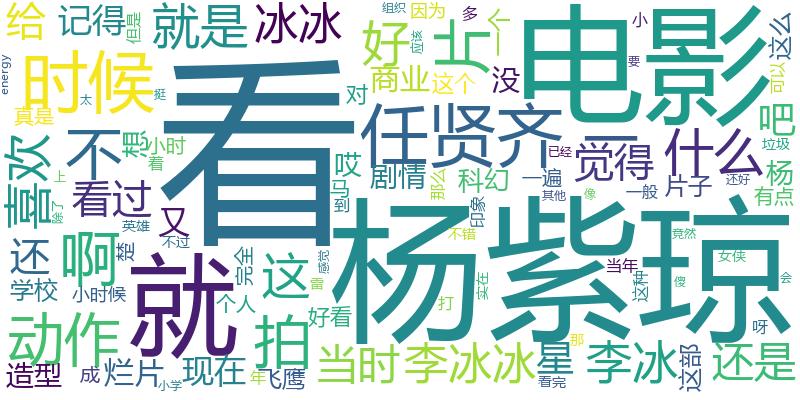 给
记得
但是
就是
冰冰
组织
因为
多
好
片
一个
小
电影
这么
energy
时候
太
挺
看
对
商业
这个
没
要
可以
真是
喜欢
不
想
小时
着
任贤齐
一
应该
觉得
已经
什么
吧
垃圾
上
除了
看过
英雄
又
不过
哎
马
到
剧情
那么
科幻
印象
一遍
其他
像
一般
片子
还好
杨
有点
还
啊
楚
就
完全
这
感觉
雷
杨紫琼
不错
实在
打
当年
这种
竟然
傻
女侠
会
呀
学校
小时候
个人
拍
好看
动作
造型
成
烂片
小学
现在
年
飞鹰
当时
李冰冰
星
看完
那
李冰
这部
还是